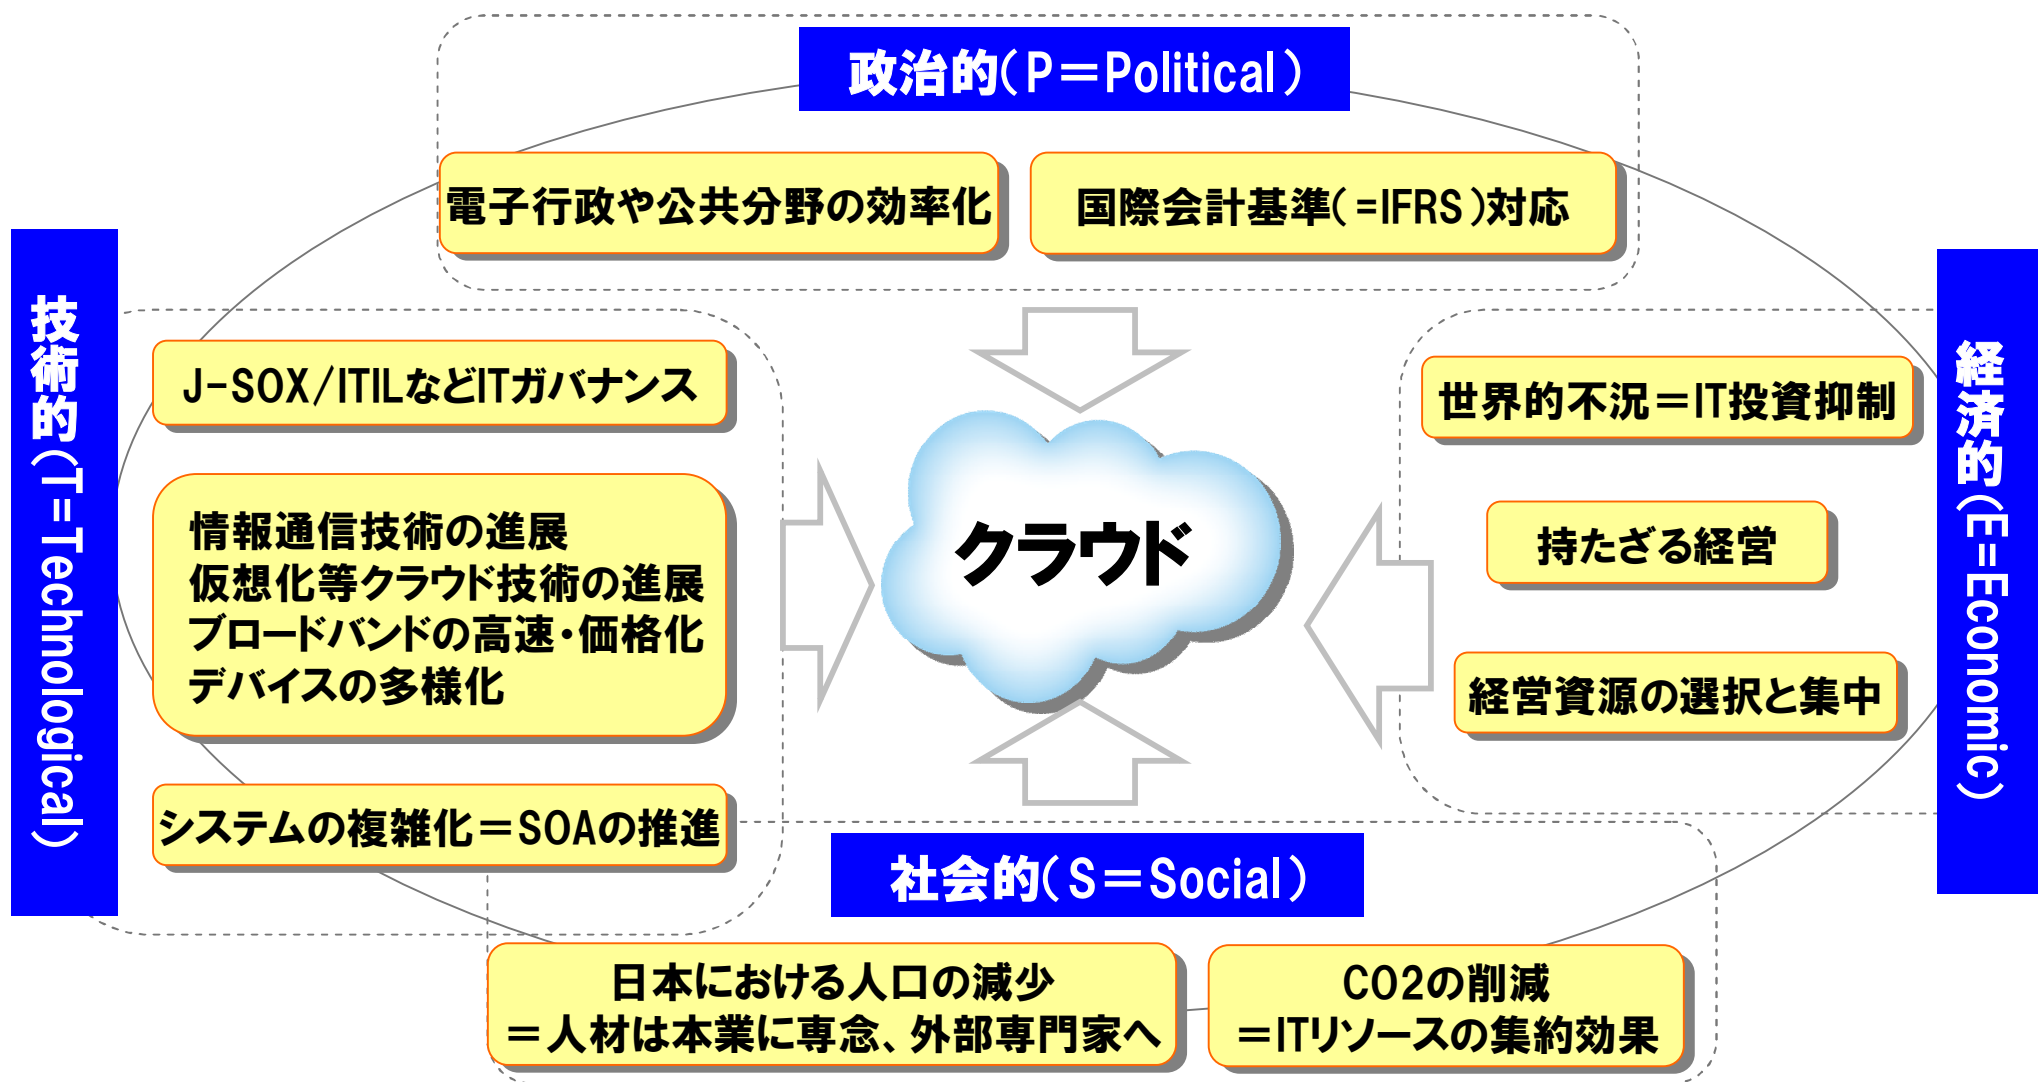 政治的(P＝Political)
電子行政や公共分野の効率化
国際会計基準(=IFRS)対応
技術的(T=Technological)
J-SOX/ITILなどITガバナンス
情報通信技術の進展
仮想化等クラウド技術の進展
ブロードバンドの高速・価格化
デバイスの多様化
システムの複雑化＝SOAの推進
クラウド
経済的(E=Economic)
世界的不況＝IT投資抑制
持たざる経営
経営資源の選択と集中
社会的(S＝Social)
日本における人口の減少
＝人材は本業に専念、外部専門家へ
CO2の削減
＝ITリソースの集約効果